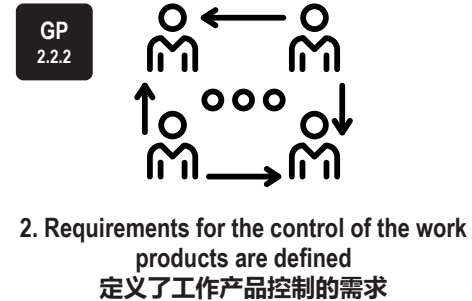 GP
2.2.2
2. Requirements for the control of the work
products are defined
定义了工作产品控制的需求